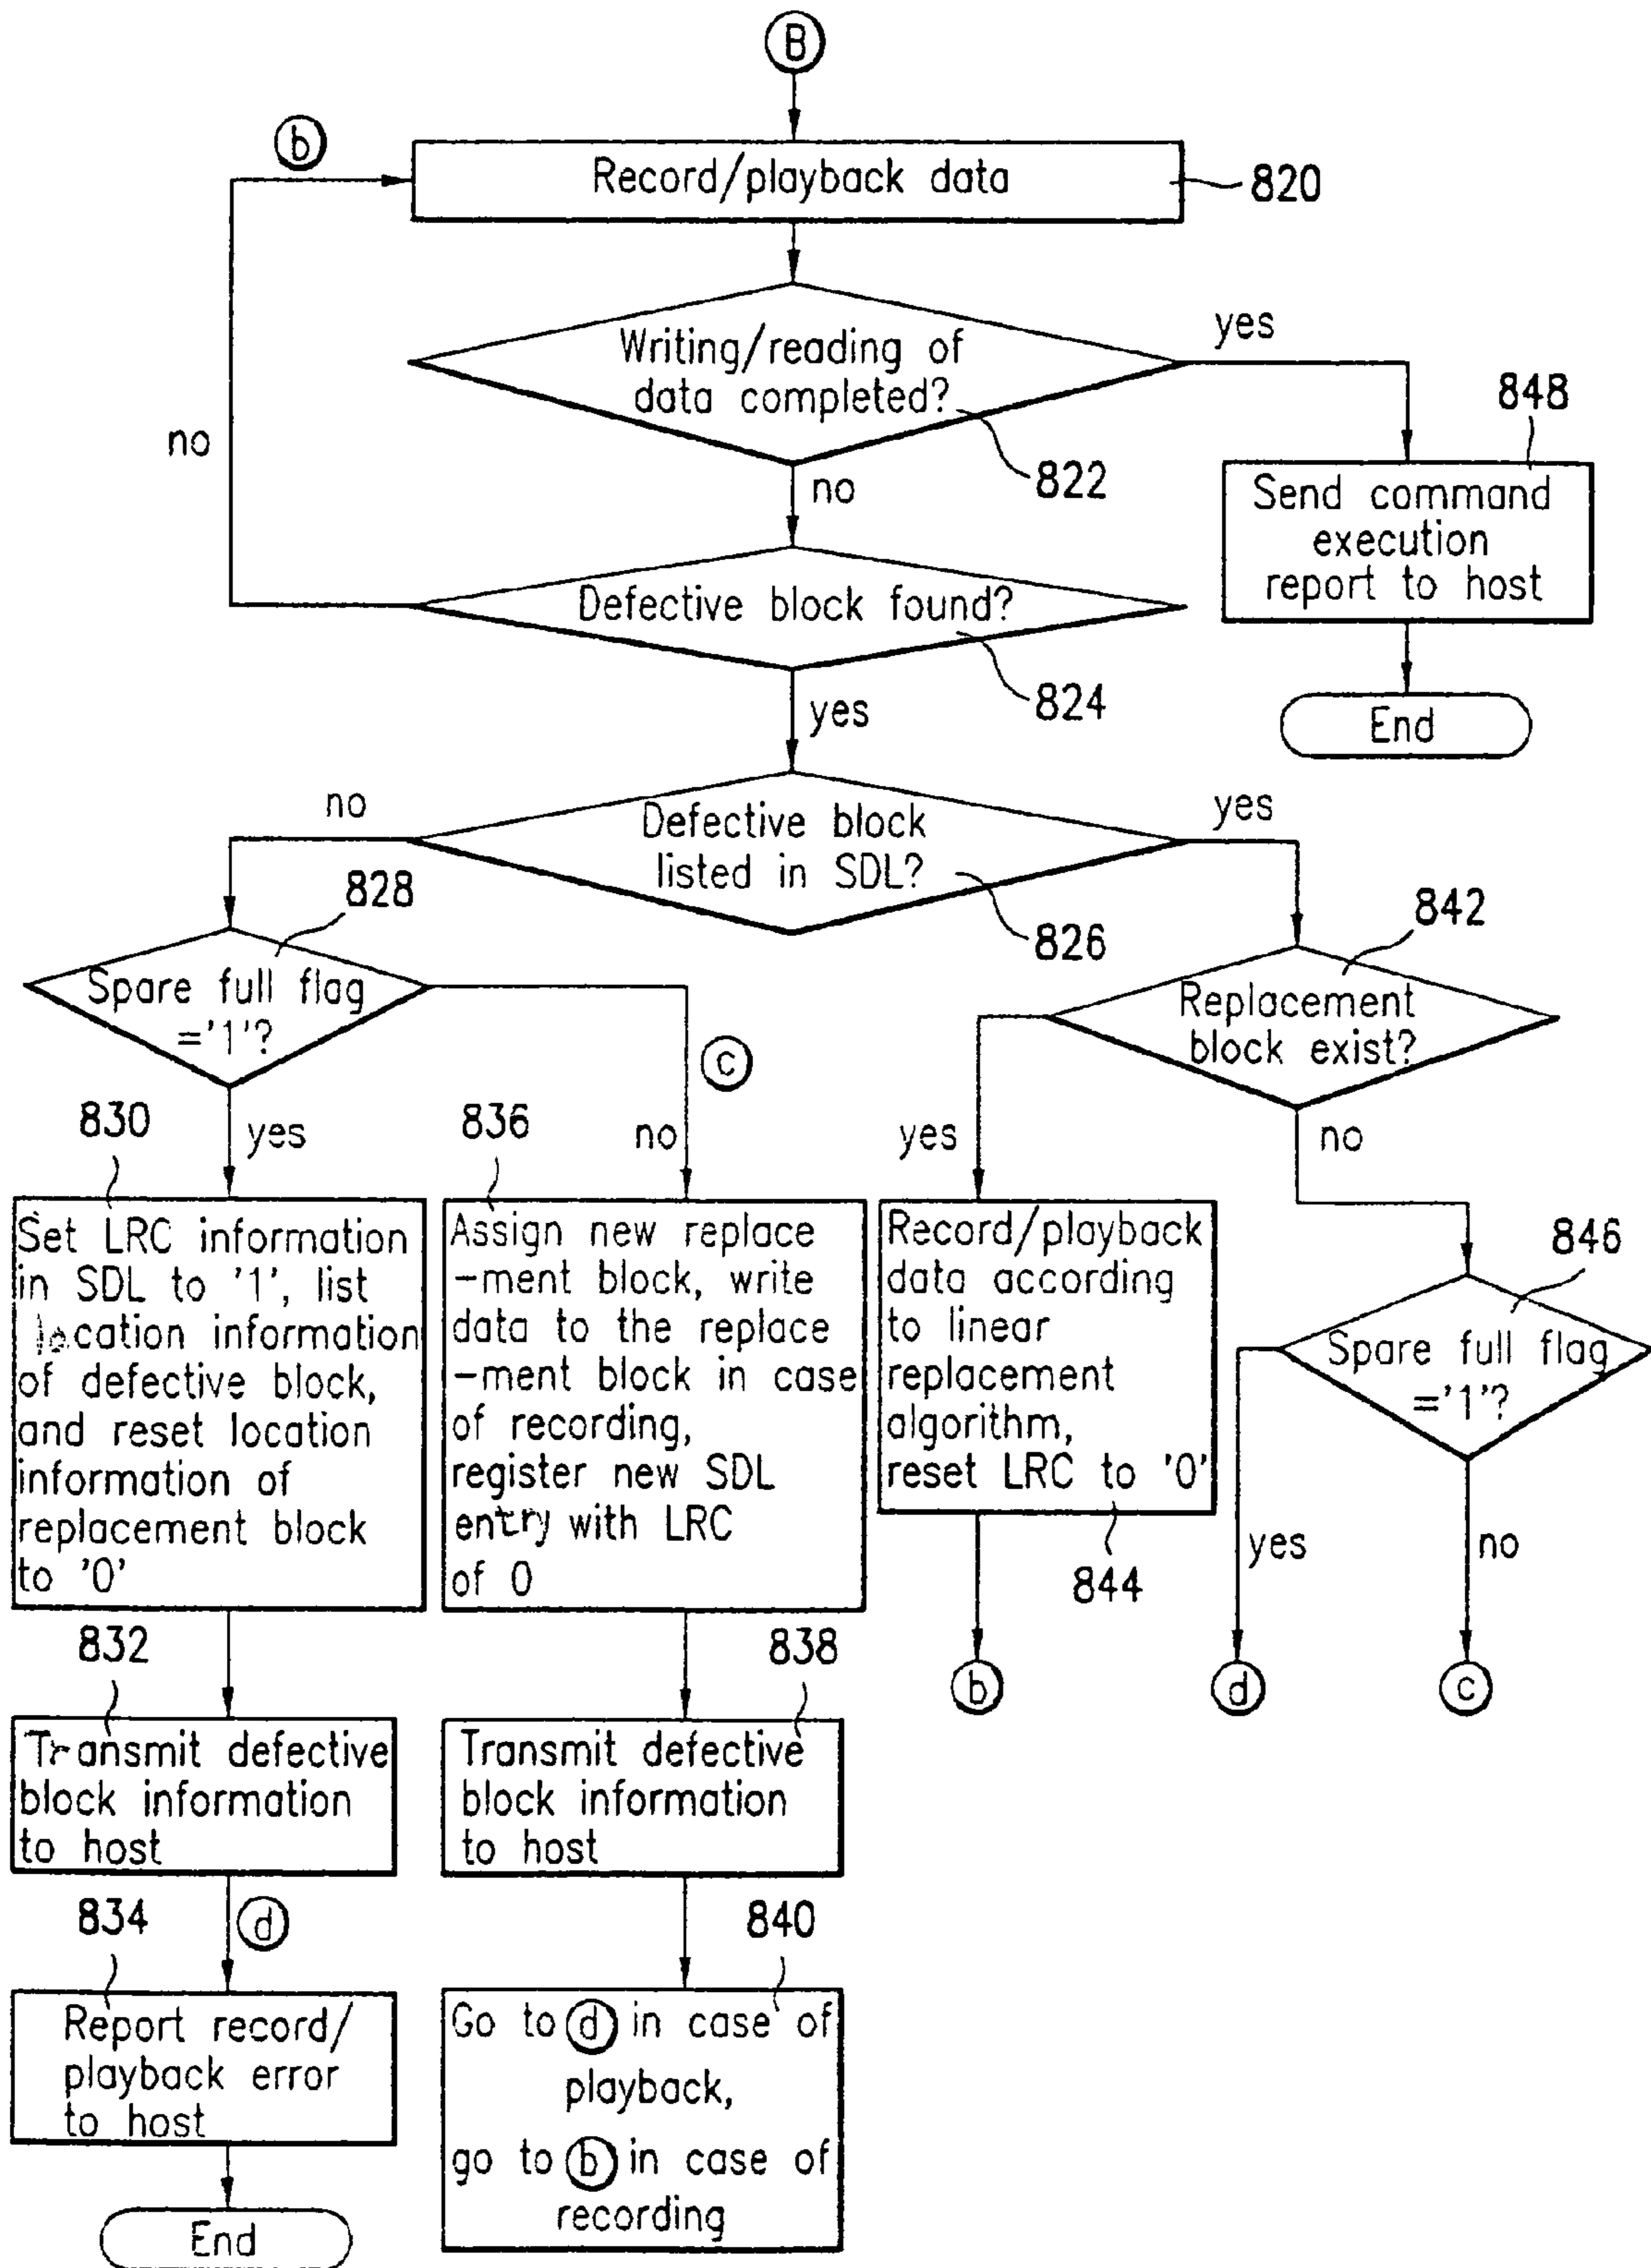 B
b
Record/playback data
820
Writing/reading of
data completed?
822
yes
no
848
Send command
execution
report to host
End
no
Defective block found?
824
yes
Defective block
listed in SDL?
826
no
yes
828
Spare full flag
='1'?
842
Replacement
block exist?
c
830
yes
836
no
yes
no
Set LRC information
in SDL to '1', list
location information
of defective block,
and reset location
information of
replacement block
to '0'
Assign new replace
-ment block, write
data to the replace
-ment block in case
of recording,
register new SDL
entry with LRC
of 0
Record/playback
data according
to linear
replacement
algorithm,
reset LRC to '0'
844
846
Spare full flag
='1'?
yes
no
b
d
c
832
Transmit defective
block information
to host
838
Transmit defective
block information
to host
834
d
Report record/
playback error
to host
End
840
Go to d in case of
playback,
go to b in case of
recording